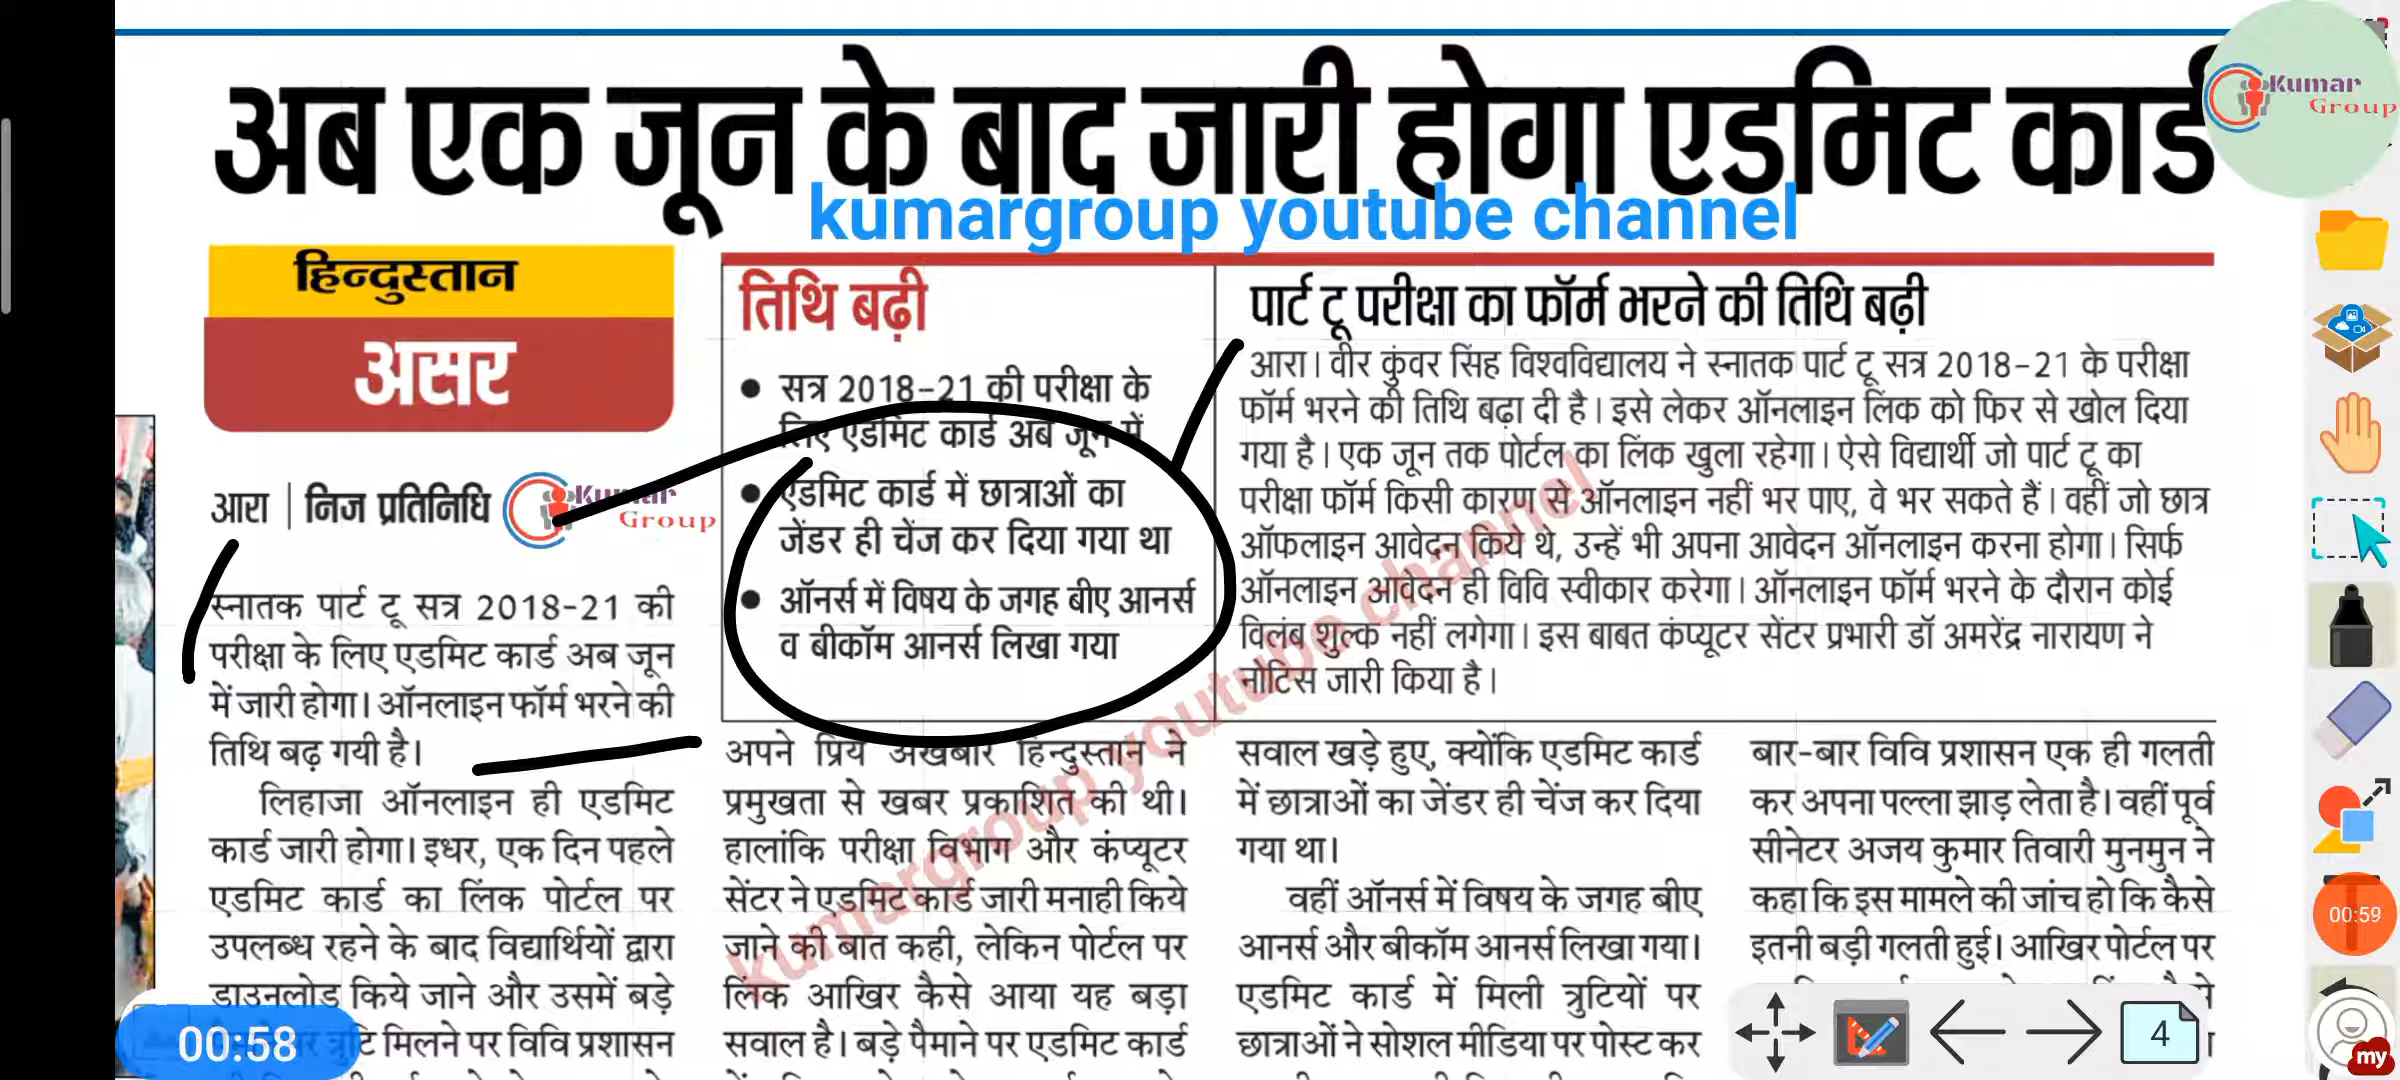 अब एक जून के बाद जारी होगा एडमिट कार्ड
Kumar
Group
kumargroup youtube channel
हिन्दुस्तान
असर
आरा | निज प्रतिनिधि
Kumar
Group
स्नातक पार्ट टू सत्र 2018-21 की
परीक्षा के लिए एडमिट कार्ड अब जून
में जारी होगा। ऑनलाइन फॉर्म भरने की
तिथि बढ़ गयी है।
लिहाजा ऑनलाइन ही एडमिट
कार्ड जारी होगा। इधर, एक दिन पहले
एडमिट कार्ड का लिंक पोर्टल पर
उपलब्ध रहने के बाद विद्यार्थियों द्वारा
डाउनलोड किये जाने और उसमें बड़े
त्रुटि मिलने पर विवि प्रशासन
तिथि बढ़ी
• सत्र 2018-21 की परीक्षा के
लिए एडमिट कार्ड अब जून में
• एडमिट कार्ड में छात्राओं का
जेंडर ही चेंज कर दिया गया था
• ऑनर्स में विषय के जगह बीए आनर्स
व बीकॉम आनर्स लिखा गया
पार्ट टू परीक्षा का फॉर्म भरने की तिथि बढ़ी
आरा। वीर कुंवर सिंह विश्वविद्यालय ने स्नातक पार्ट टू सत्र 2018-21 के परीक्षा
फॉर्म भरने की तिथि बढ़ा दी है। इसे लेकर ऑनलाइन लिंक को फिर से खोल दिया
गया है। एक जून तक पोर्टल का लिंक खुला रहेगा। ऐसे विद्यार्थी जो पार्ट टू का
परीक्षा फॉर्म किसी कारण से ऑनलाइन नहीं भर पाए, वे भर सकते हैं। वहीं जो छात्र
ऑफलाइन आवेदन किये थे, उन्हें भी अपना आवेदन ऑनलाइन करना होगा। सिर्फ
ऑनलाइन आवेदन ही विवि स्वीकार करेगा। ऑनलाइन फॉर्म भरने के दौरान कोई
विलंब शुल्क नहीं लगेगा। इस बाबत कंप्यूटर सेंटर प्रभारी डॉ अमरेंद्र नारायण ने
नोटिस जारी किया है।
अपने प्रिय अखबार हिन्दुस्तान ने
प्रमुखता से खबर प्रकाशित की थी।
हालांकि परीक्षा विभाग और कंप्यूटर
सेंटर ने एडमिट कार्ड जारी मनाही किये
जाने की बात कही, लेकिन पोर्टल पर
लिंक आखिर कैसे आया यह बड़ा
सवाल है। बड़े पैमाने पर एडमिट कार्ड
सवाल खड़े हुए, क्योंकि एडमिट कार्ड
में छात्राओं का जेंडर ही चेंज कर दिया
गया था।
वहीं ऑनर्स में विषय के जगह बीए
आनर्स और बीकॉम आनर्स लिखा गया।
एडमिट कार्ड में मिली त्रुटियों पर
छात्राओं ने सोशल मीडिया पर पोस्ट कर
बार-बार विवि प्रशासन एक ही गलती
कर अपना पल्ला झाड़ लेता है। वहीं पूर्व
सीनेटर अजय कुमार तिवारी मुनमुन ने
कहा कि इस मामले की जांच हो कि कैसे
इतनी बड़ी गलती हुई। आखिर पोर्टल पर
kumargroup youtube channel
00:59
00:58
4
my